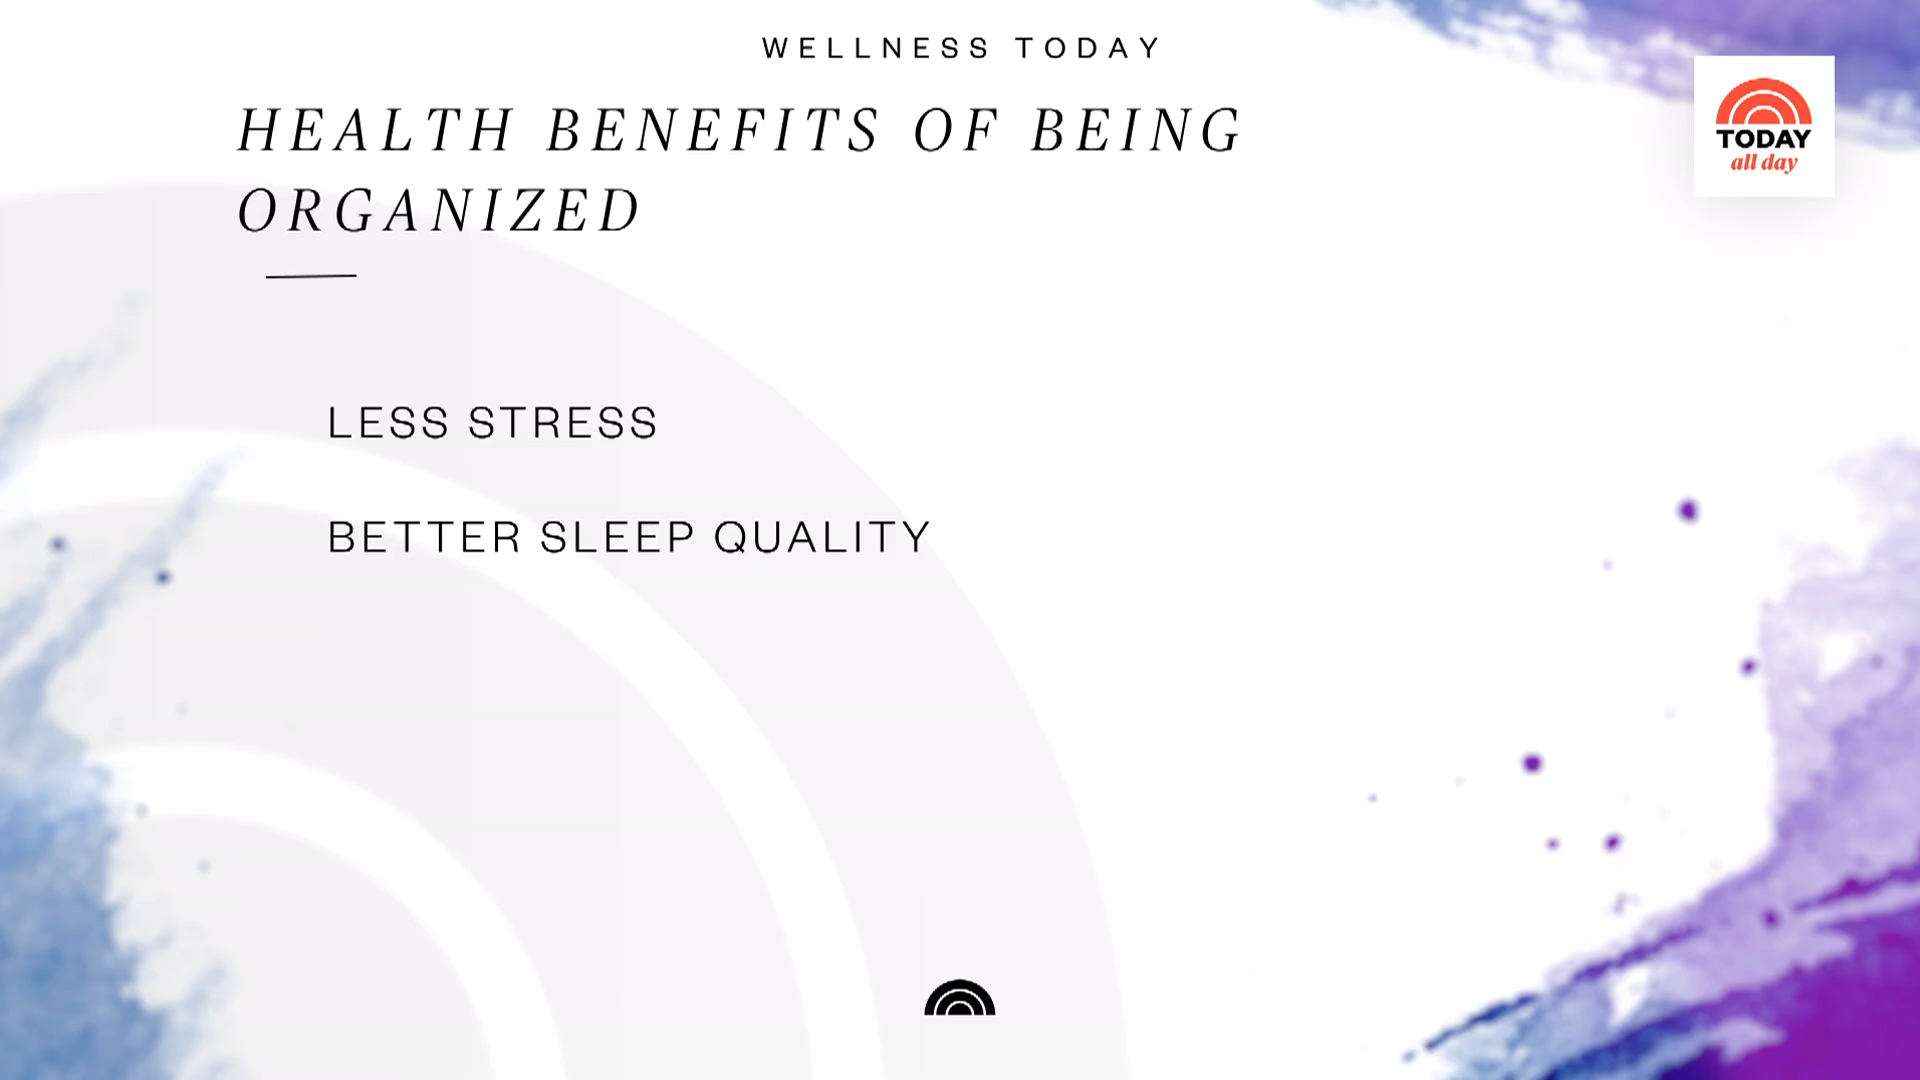 WELLNESS TODAY
HEALTH BENEFITS OF BEING
ORGANIZED
TODAY
all day
LESS STRESS
BETTER SLEEP QUALITY